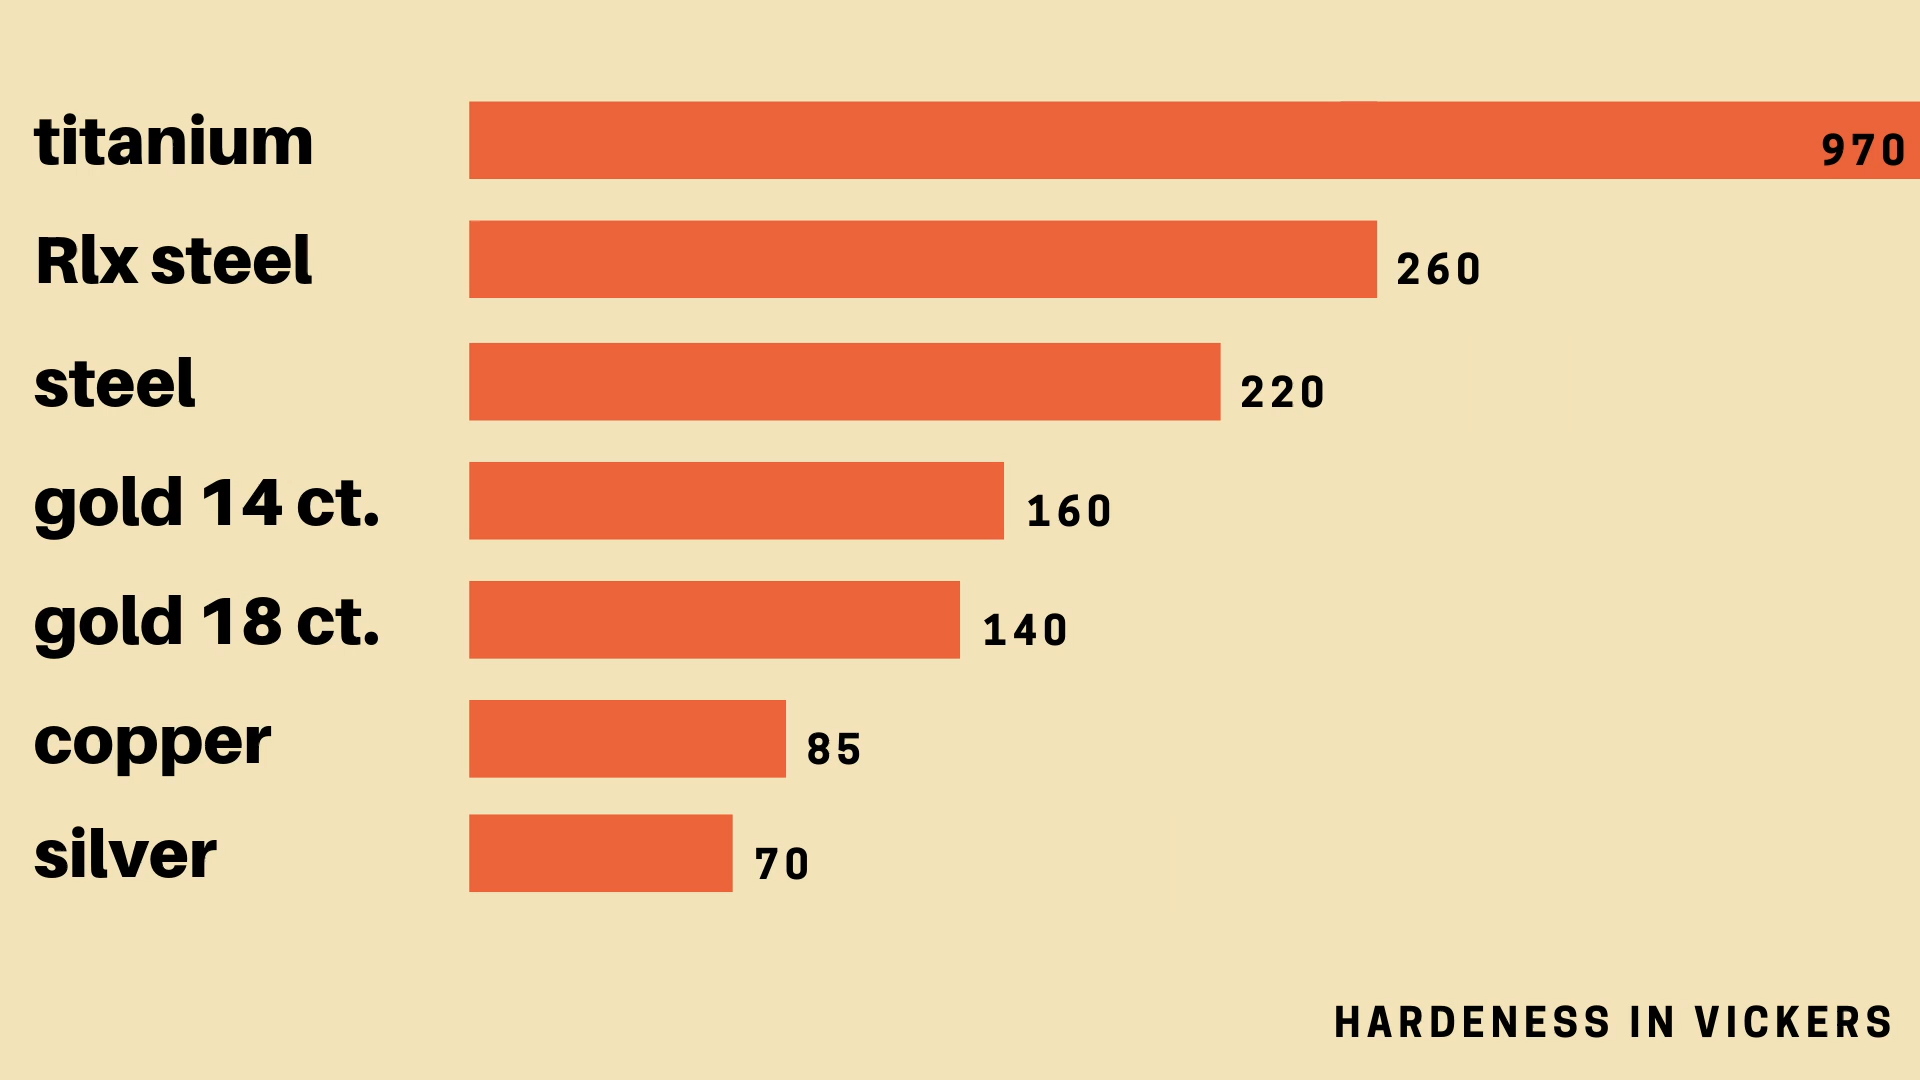 titanium 970
Rlx steel 260
steel 220
gold 14 ct. 160
gold 18 ct. 140
copper 85
silver 70
HARDENESS IN VICKERS